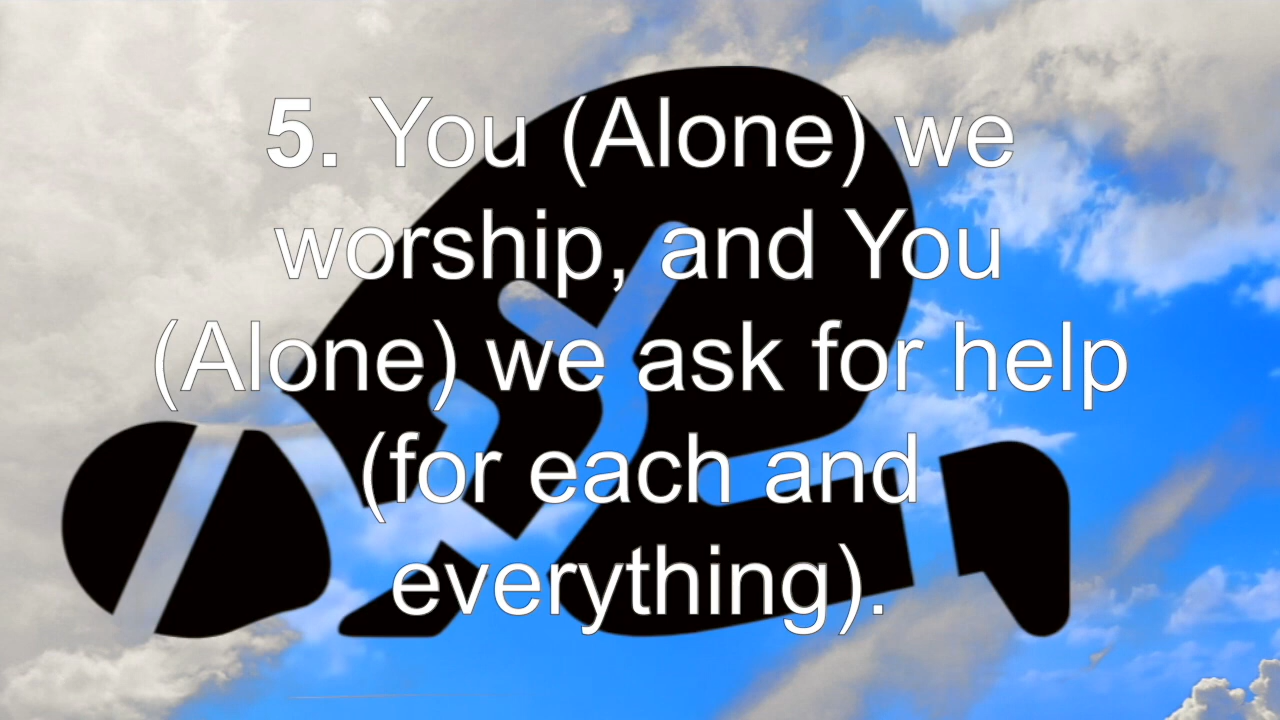 5. You (Alone) we
worship, and You
(Alone) we ask for help
(for each and
everything).